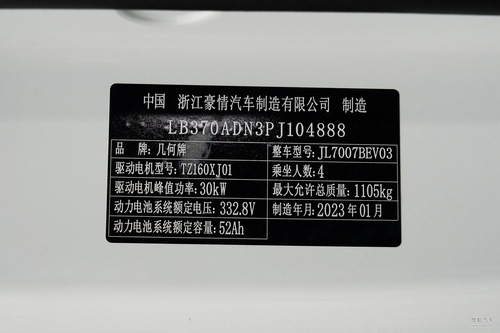 中国 浙江豪情汽车制造有限公司 制造
LB370ADN3PJ104888
品 牌: 几何牌 整车型号: JL7007BEV03
驱动电机型号: TZ160XJ01 乘坐人数: 4
驱动电机峰值功率: 30kW 最大允许总质量: 1105kg
动力电池系统额定电压: 332.8V 制造年月: 2023年01月
动力电池系统额定容量: 52Ah